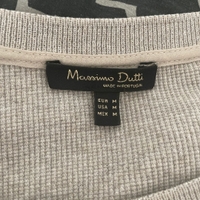 Massimo Dutti
MADE IN PORTUGAL
EUR M
USA M
MEX M